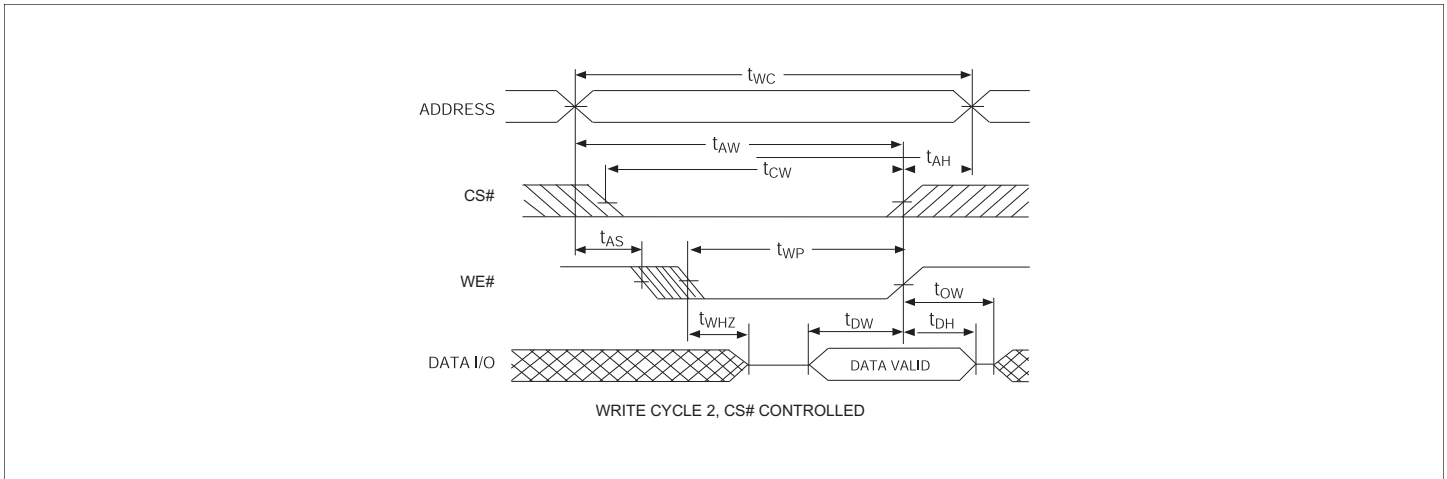 tWC
ADDRESS
tAW
tAH
tCW
CS#
tAS
tWP
WE#
tOW
tWHZ
tDW
tDH
DATA I/O
DATA VALID
WRITE CYCLE 2, CS# CONTROLLED